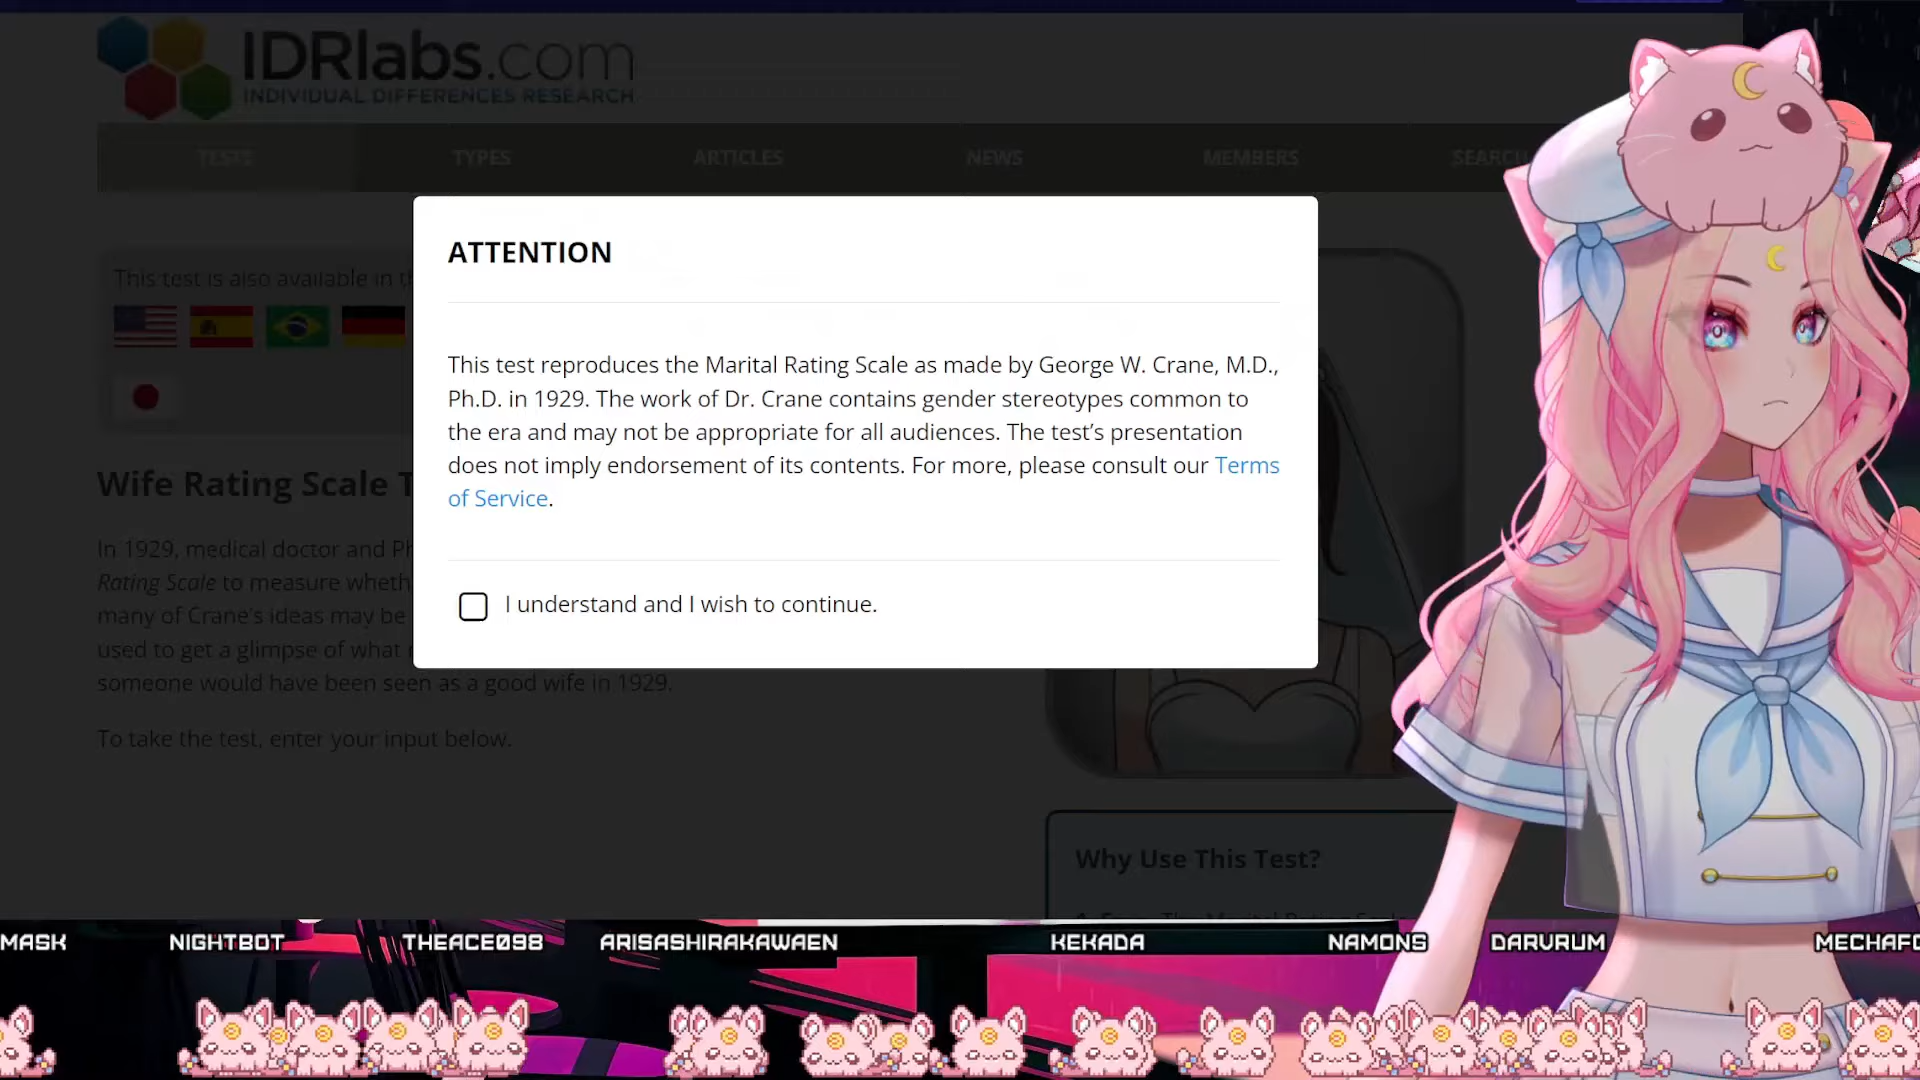 IDRlabs.com
INDIVIDUAL DIFFERENCES RESEARCH
TESTS TYPES ARTICLES NEWS MEMBERS SEARCH
ATTENTION
This test reproduces the Marital Rating Scale as made by George W. Crane, M.D.,
Ph.D. in 1929. The work of Dr. Crane contains gender stereotypes common to
the era and may not be appropriate for all audiences. The test's presentation
does not imply endorsement of its contents. For more, please consult our Terms
of Service.
I understand and I wish to continue.
This test is also available in
Wife Rating Scale
In 1929, medical doctor and
Rating Scale to measure
many of Crane's ideas may be
used to get a glimpse of what
someone would have been seen as a good wife in 1929.
To take the test, enter your input below.
Why Use This Test?
MASK NIGHTBOT THEACE098 ARISASHIRAKAWAEN KEKADA NAMONS DARVRUM MECHAFO